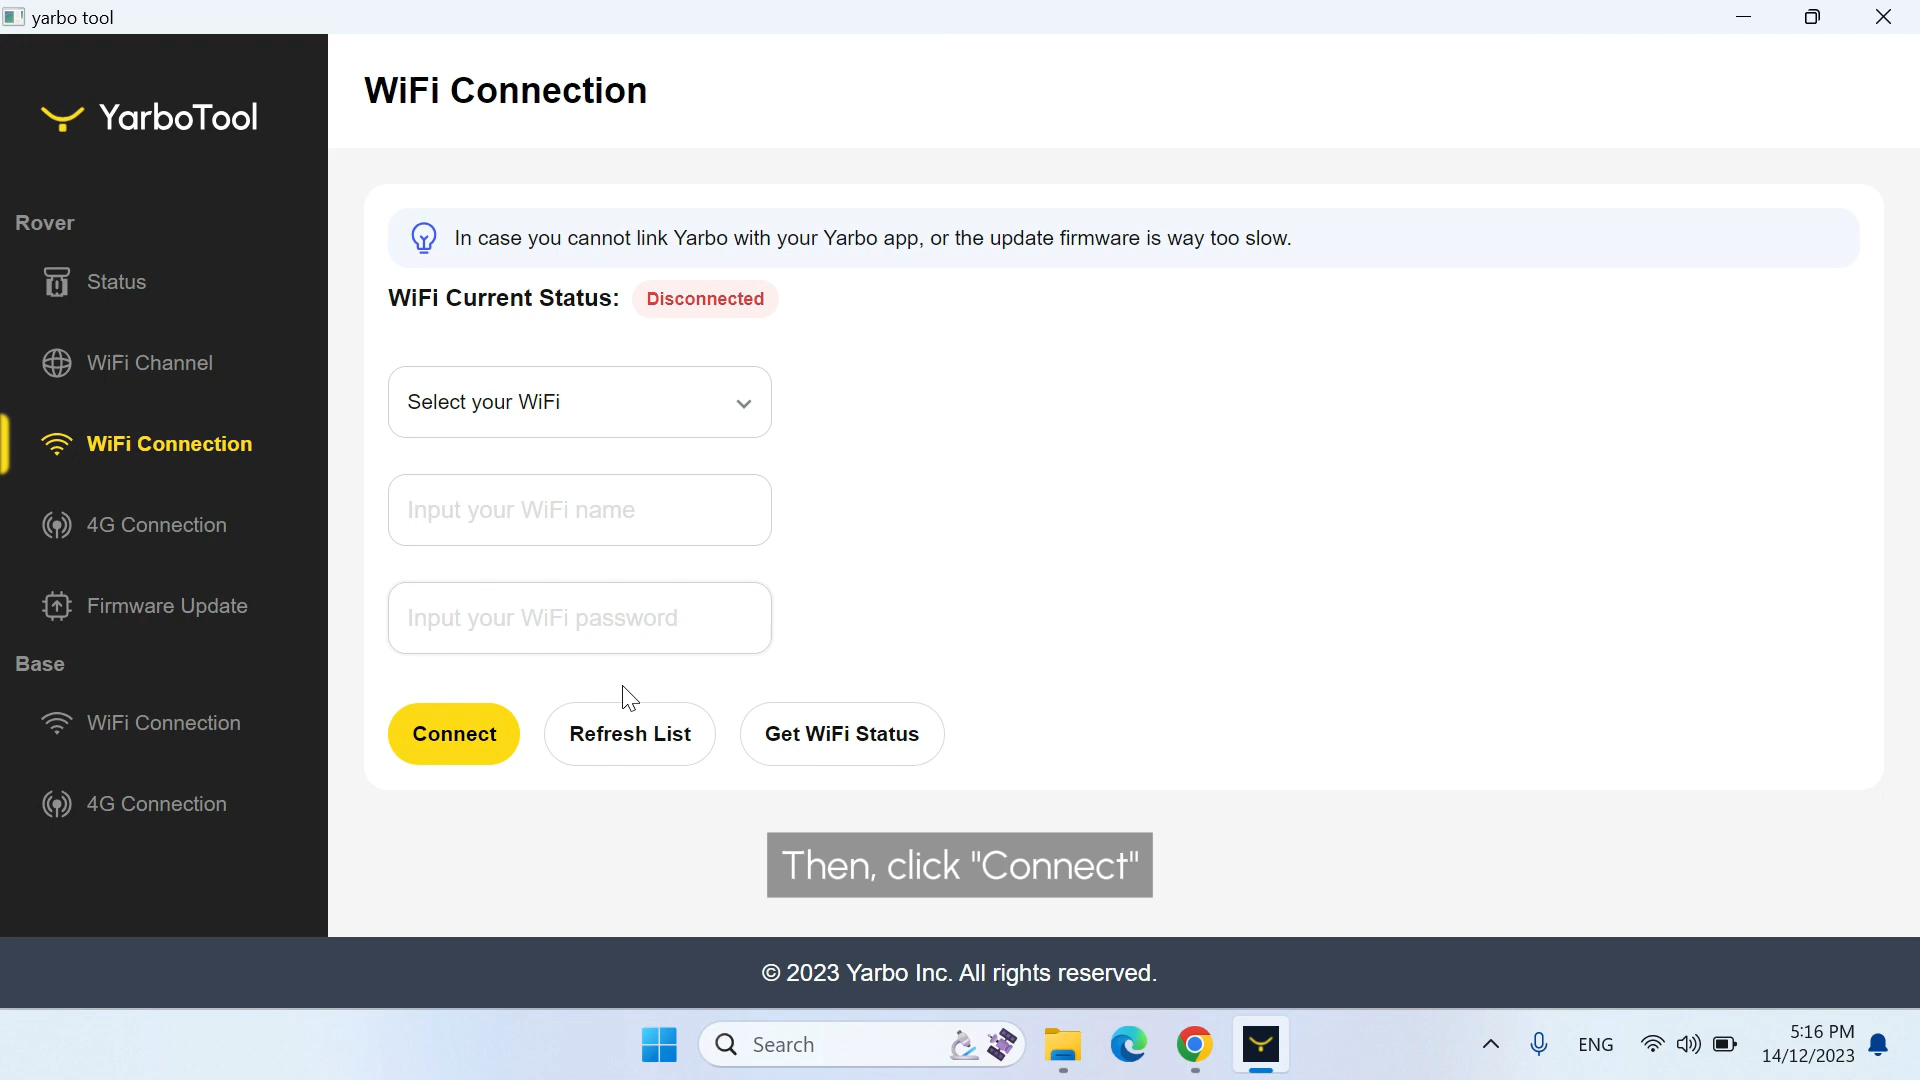 yarbo tool
YarboTool
Rover
Status
WiFi Channel
WiFi Connection
4G Connection
Firmware Update
Base
WiFi Connection
4G Connection
WiFi Connection
In case you cannot link Yarbo with your Yarbo app, or the update firmware is way too slow.
WiFi Current Status: Disconnected
Select your WiFi
Input your WiFi name
Input your WiFi password
Connect Refresh List Get WiFi Status
Then, click "Connect"
© 2023 Yarbo Inc. All rights reserved.
Search
ENG
5:16 PM
14/12/2023